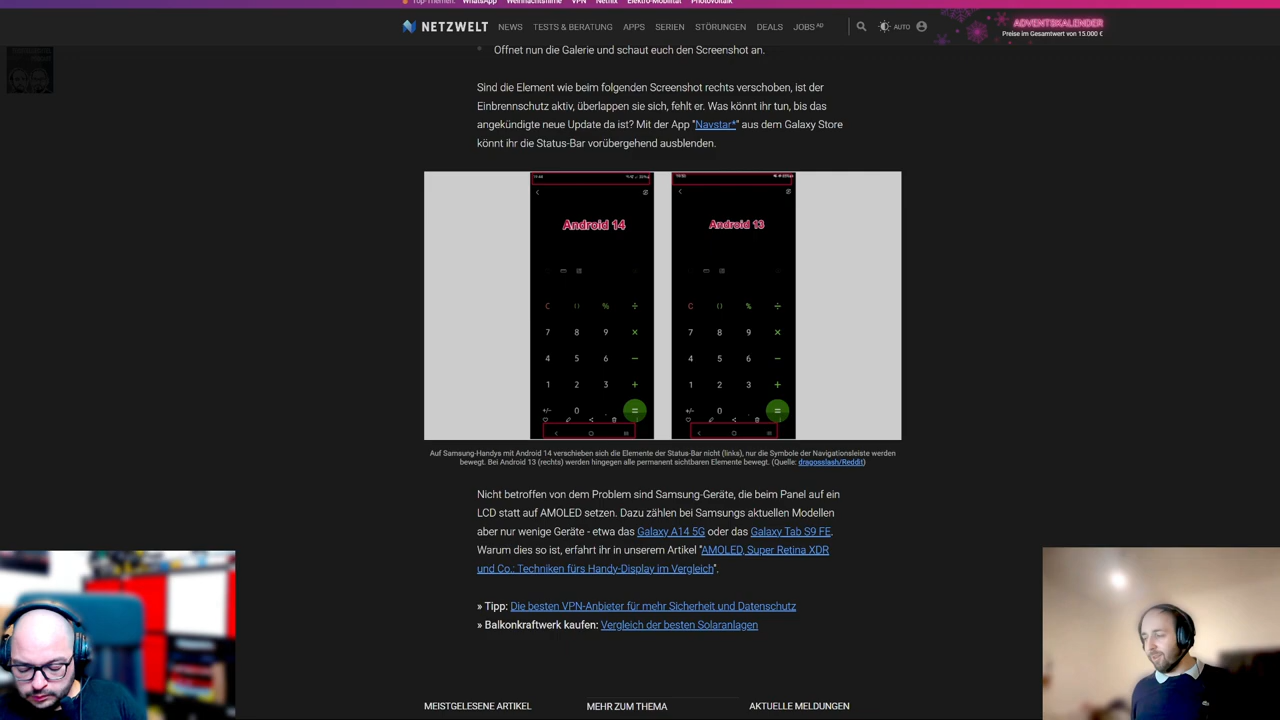 Top-Themen: WhatsApp Weihnachtsfilme VPN Netflix Elektro-Mobilität Photovoltaik
NETZWELT NEWS TESTS & BERATUNG APPS SERIEN STÖRUNGEN DEALS JOBS AD AUTO
ADVENTSKALENDER
Preise im Gesamtwert von 15.000 €
Öffnet nun die Galerie und schaut euch den Screenshot an.
Sind die Element wie beim folgenden Screenshot rechts verschoben, ist der
Einbrennschutz aktiv, überlappen sie sich, fehlt er. Was könnt ihr tun, bis das
angekündigte neue Update da ist? Mit der App "Navstar*" aus dem Galaxy Store
könnt ihr die Status-Bar vorübergehend ausblenden.
Android 14
C () % ÷
7 8 9 ×
4 5 6 −
1 2 3 +
+/− 0 . =
Android 13
C () % ÷
7 8 9 ×
4 5 6 −
1 2 3 +
+/− 0 . =
Auf Samsung-Handys mit Android 14 verschieben sich die Elemente der Status-Bar nicht (links), nur die Symbole der Navigationsleiste werden
bewegt. Bei Android 13 (rechts) werden hingegen alle permanent sichtbaren Elemente bewegt. (Quelle: dragosslash/Reddit)
Nicht betroffen von dem Problem sind Samsung-Geräte, die beim Panel auf ein
LCD statt auf AMOLED setzen. Dazu zählen bei Samsungs aktuellen Modellen
aber nur wenige Geräte - etwa das Galaxy A14 5G oder das Galaxy Tab S9 FE.
Warum dies so ist, erfahrt ihr in unserem Artikel "AMOLED, Super Retina XDR
und Co.: Techniken fürs Handy-Display im Vergleich".
» Tipp: Die besten VPN-Anbieter für mehr Sicherheit und Datenschutz
» Balkonkraftwerk kaufen: Vergleich der besten Solaranlagen
MEISTGELESENE ARTIKEL MEHR ZUM THEMA AKTUELLE MELDUNGEN